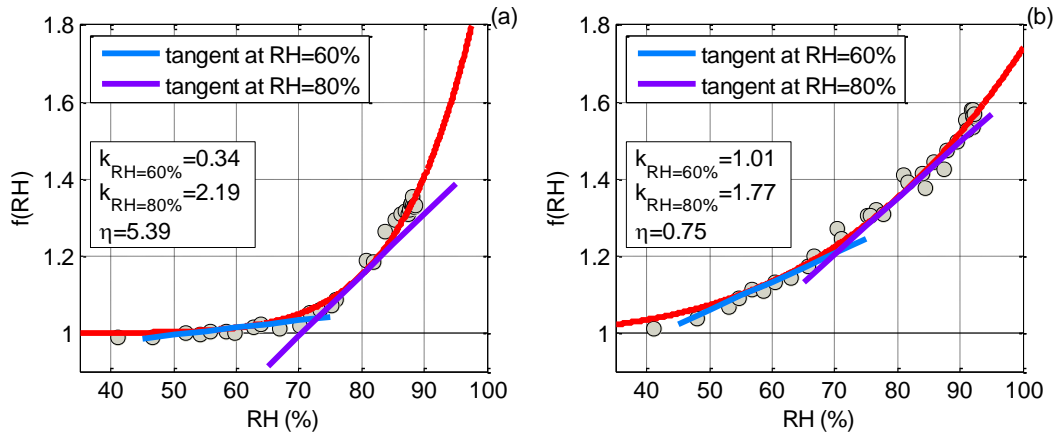 (a)
1.8
1.6
1.4
1.2
1
f(RH)
tangent at RH=60%
tangent at RH=80%
k_RH=60%=0.34
k_RH=80%=2.19
η=5.39
40 50 60 70 80 90 100
RH (%)
(b)
1.8
1.6
1.4
1.2
1
f(RH)
tangent at RH=60%
tangent at RH=80%
k_RH=60%=1.01
k_RH=80%=1.77
η=0.75
40 50 60 70 80 90 100
RH (%)